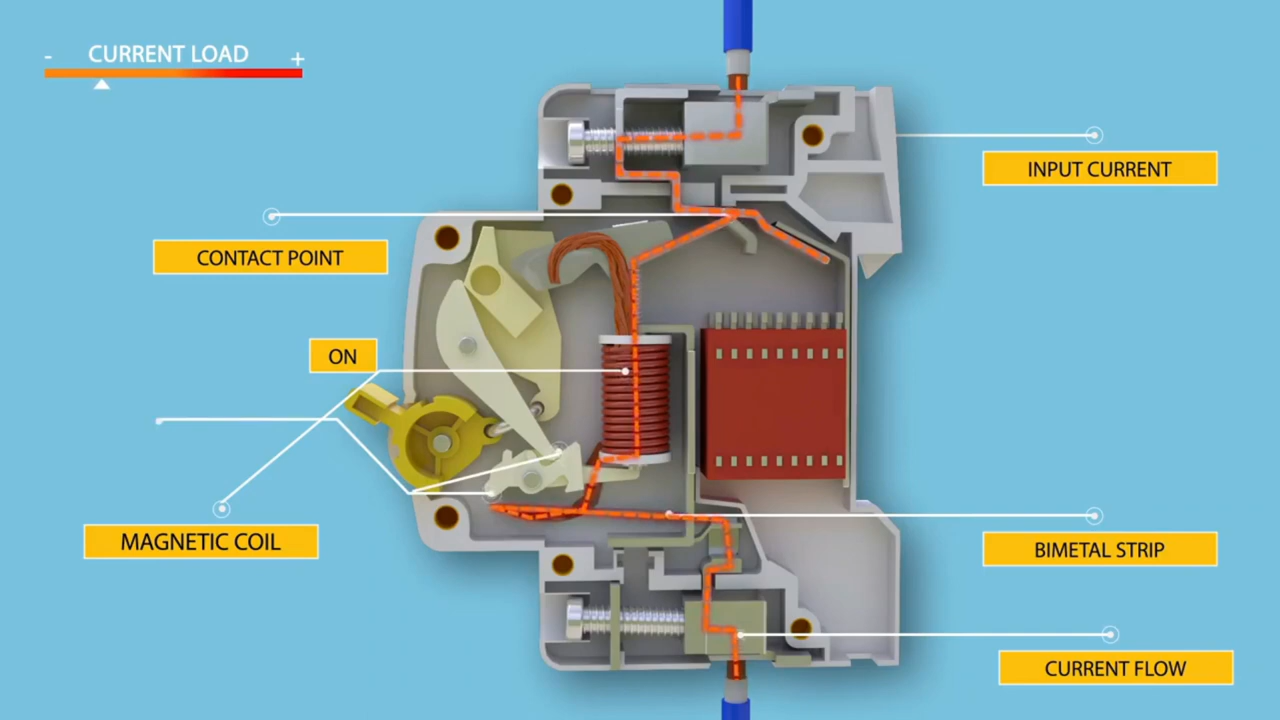 - CURRENT LOAD +
INPUT CURRENT
CONTACT POINT
ON
MAGNETIC COIL
BIMETAL STRIP
CURRENT FLOW